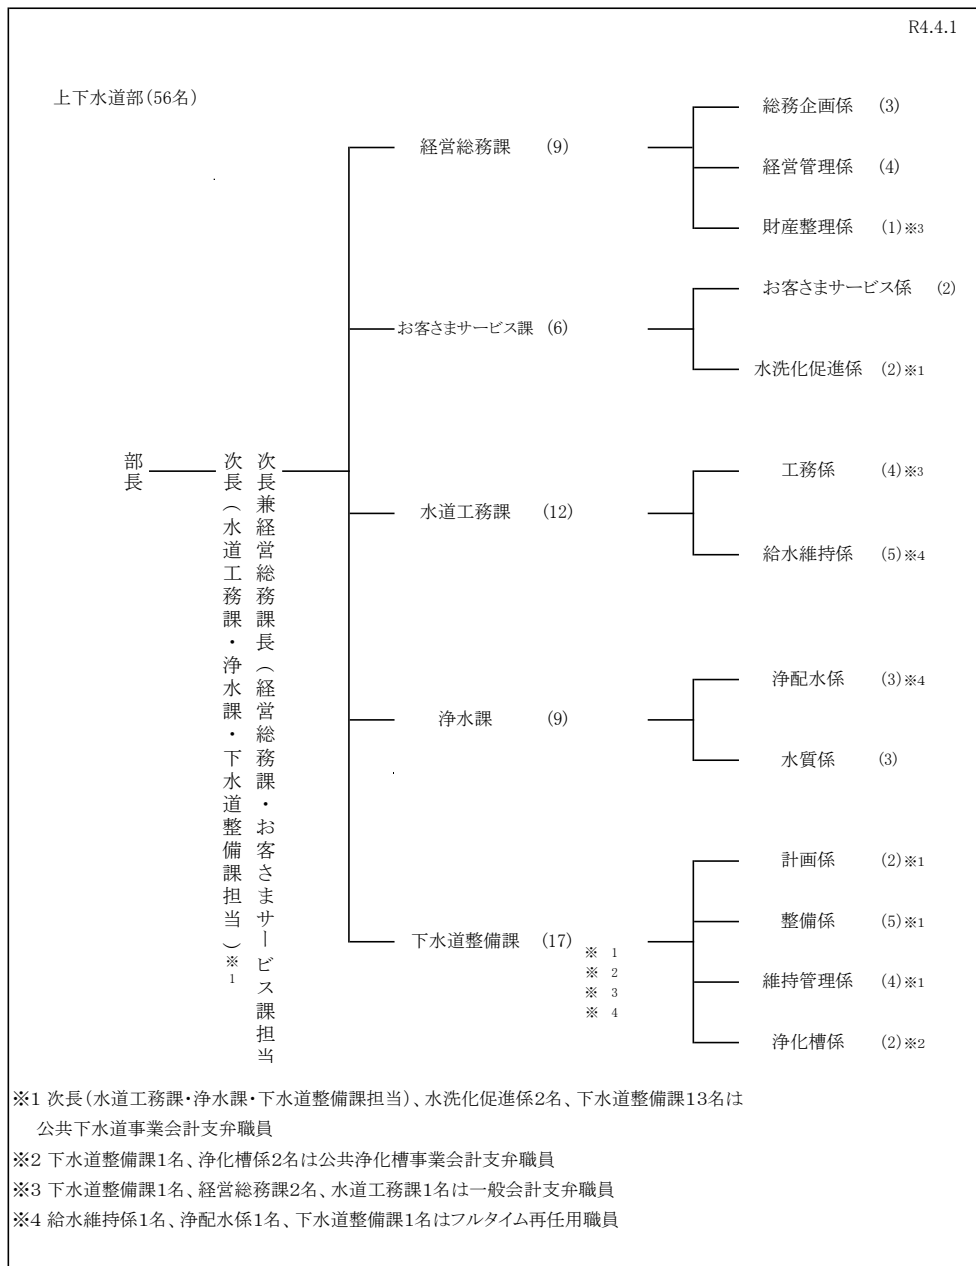 R4.4.1
上下水道部(56名)
部長
次長(水道工務課・浄水課・下水道整備課担当)※1
次長兼経営総務課長(経営総務課・お客さまサービス課担当
経営総務課 (9)
総務企画係 (3)
経営管理係 (4)
財産整理係 (1)※3
お客さまサービス課 (6)
お客さまサービス係 (2)
水洗化促進係 (2)※1
水道工務課 (12)
工務係 (4)※3
給水維持係 (5)※4
浄水課 (9)
浄配水係 (3)※4
水質係 (3)
下水道整備課 (17)
※ 1
※ 2
※ 3
※ 4
計画係 (2)※1
整備係 (5)※1
維持管理係 (4)※1
浄化槽係 (2)※2
※1 次長(水道工務課・浄水課・下水道整備課担当)、水洗化促進係2名、下水道整備課13名は
公共下水道事業会計支弁職員
※2 下水道整備課1名、浄化槽係2名は公共浄化槽事業会計支弁職員
※3 下水道整備課1名、経営総務課2名、水道工務課1名は一般会計支弁職員
※4 給水維持係1名、浄配水係1名、下水道整備課1名はフルタイム再任用職員